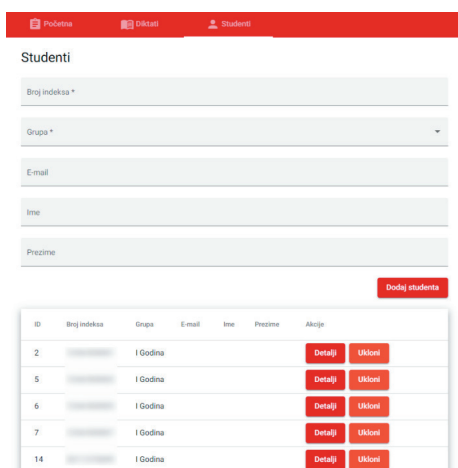 Početna Diktati Studenti
Studenti
Broj indeksa *
Grupa *
E-mail
Ime
Prezime
Dodaj studenta
ID Broj indeksa Grupa E-mail Ime Prezime Akcije
2 I Godina Detalji Ukloni
5 I Godina Detalji Ukloni
6 I Godina Detalji Ukloni
7 I Godina Detalji Ukloni
14 I Godina Detalji Ukloni